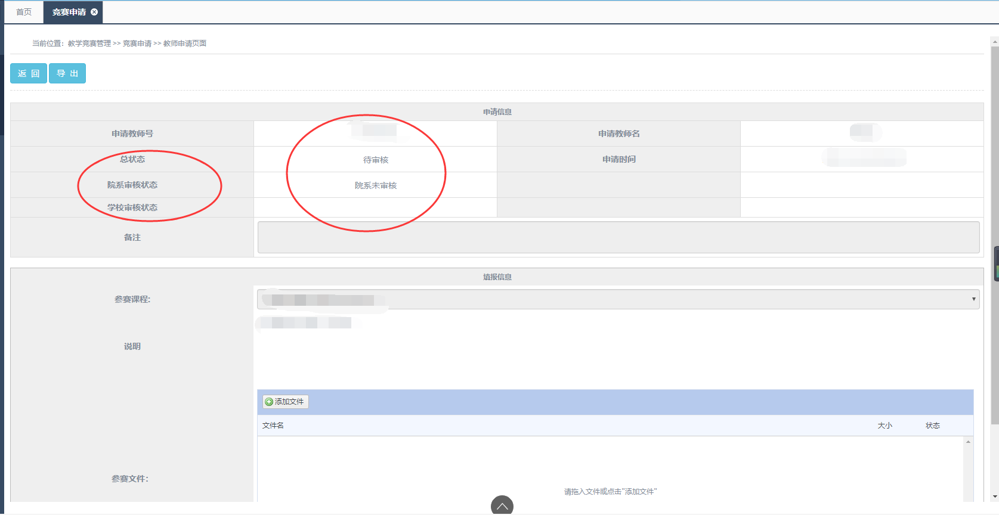 首页 竞赛申请
当前位置：教学竞赛管理 >> 竞赛申请 >> 教师申请页面
返 回 导 出
申请信息
申请教师号 申请教师名
总状态 待审核 申请时间
院系审核状态 院系未审核
学校审核状态
备注
填报信息
参赛课程:
说明
添加文件
文件名 大小 状态
参赛文件：
请拖入文件或点击"添加文件"